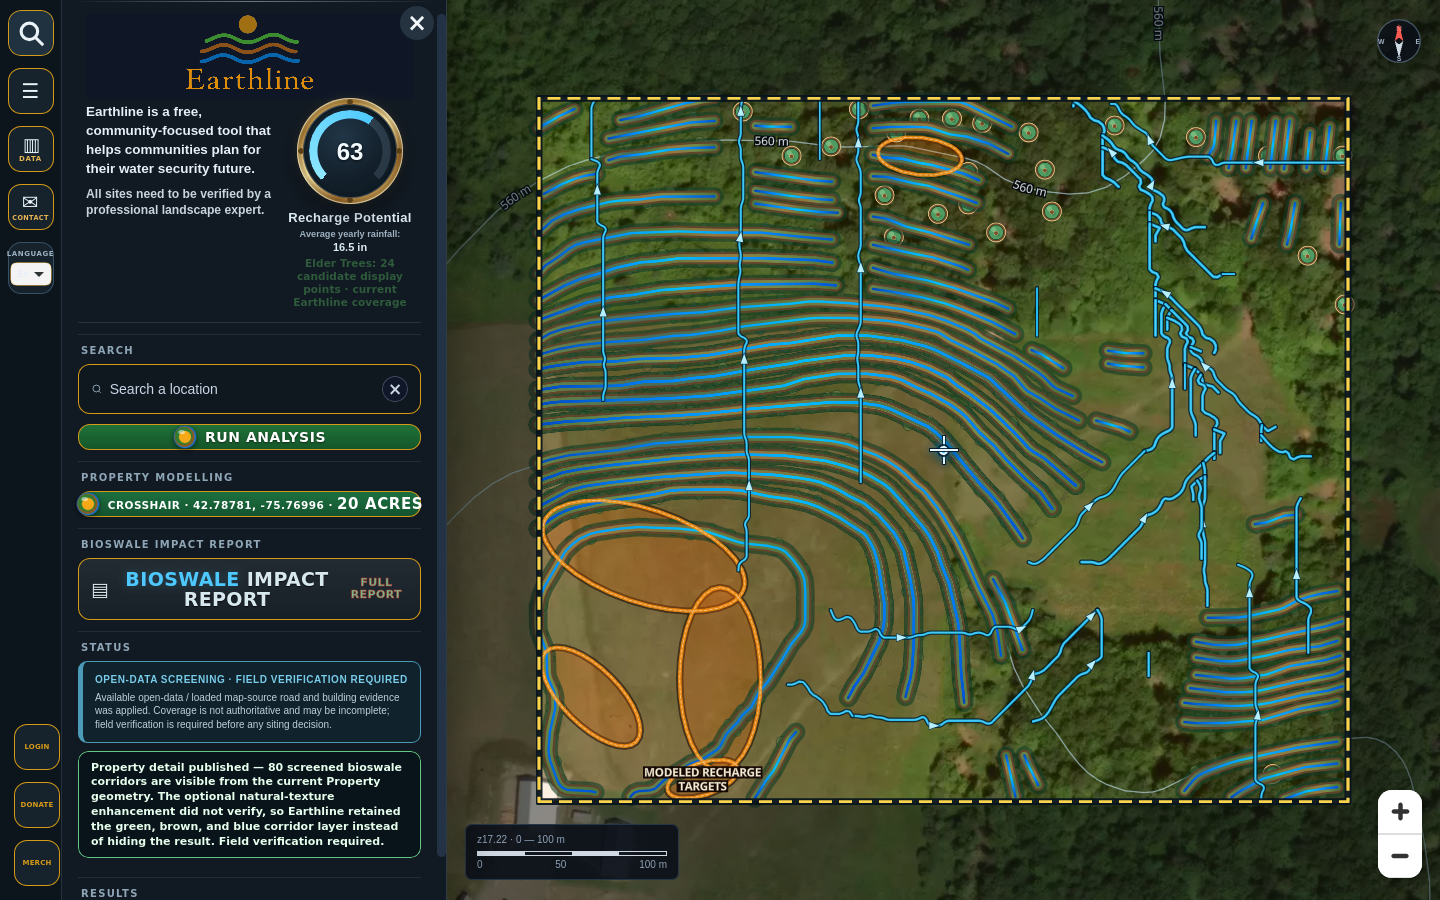 DATA
CONTACT
LANGUAGE
LOGIN
DONATE
MERCH
Earthline
Earthline is a free,
community-focused tool that
helps communities plan for
their water security future.
All sites need to be verified by a
professional landscape expert.
63
Recharge Potential
Average yearly rainfall:
16.5 in
Elder Trees: 24
candidate display
points · current
Earthline coverage
SEARCH
Search a location
RUN ANALYSIS
PROPERTY MODELLING
CROSSHAIR · 42.78781, -75.76996 · 20 ACRES
BIOSWALE IMPACT REPORT
BIOSWALE IMPACT
REPORT
FULL
REPORT
STATUS
OPEN-DATA SCREENING · FIELD VERIFICATION REQUIRED
Available open-data / loaded map-source road and building evidence
was applied. Coverage is not authoritative and may be incomplete;
field verification is required before any siting decision.
Property detail published — 80 screened bioswale
corridors are visible from the current Property
geometry. The optional natural-texture
enhancement did not verify, so Earthline retained
the green, brown, and blue corridor layer instead
of hiding the result. Field verification required.
RESULTS
560 m
560 m
560 m
560 m
W
E
S
MODELED RECHARGE
TARGETS
z17.22 · 0 — 100 m
0
50
100 m